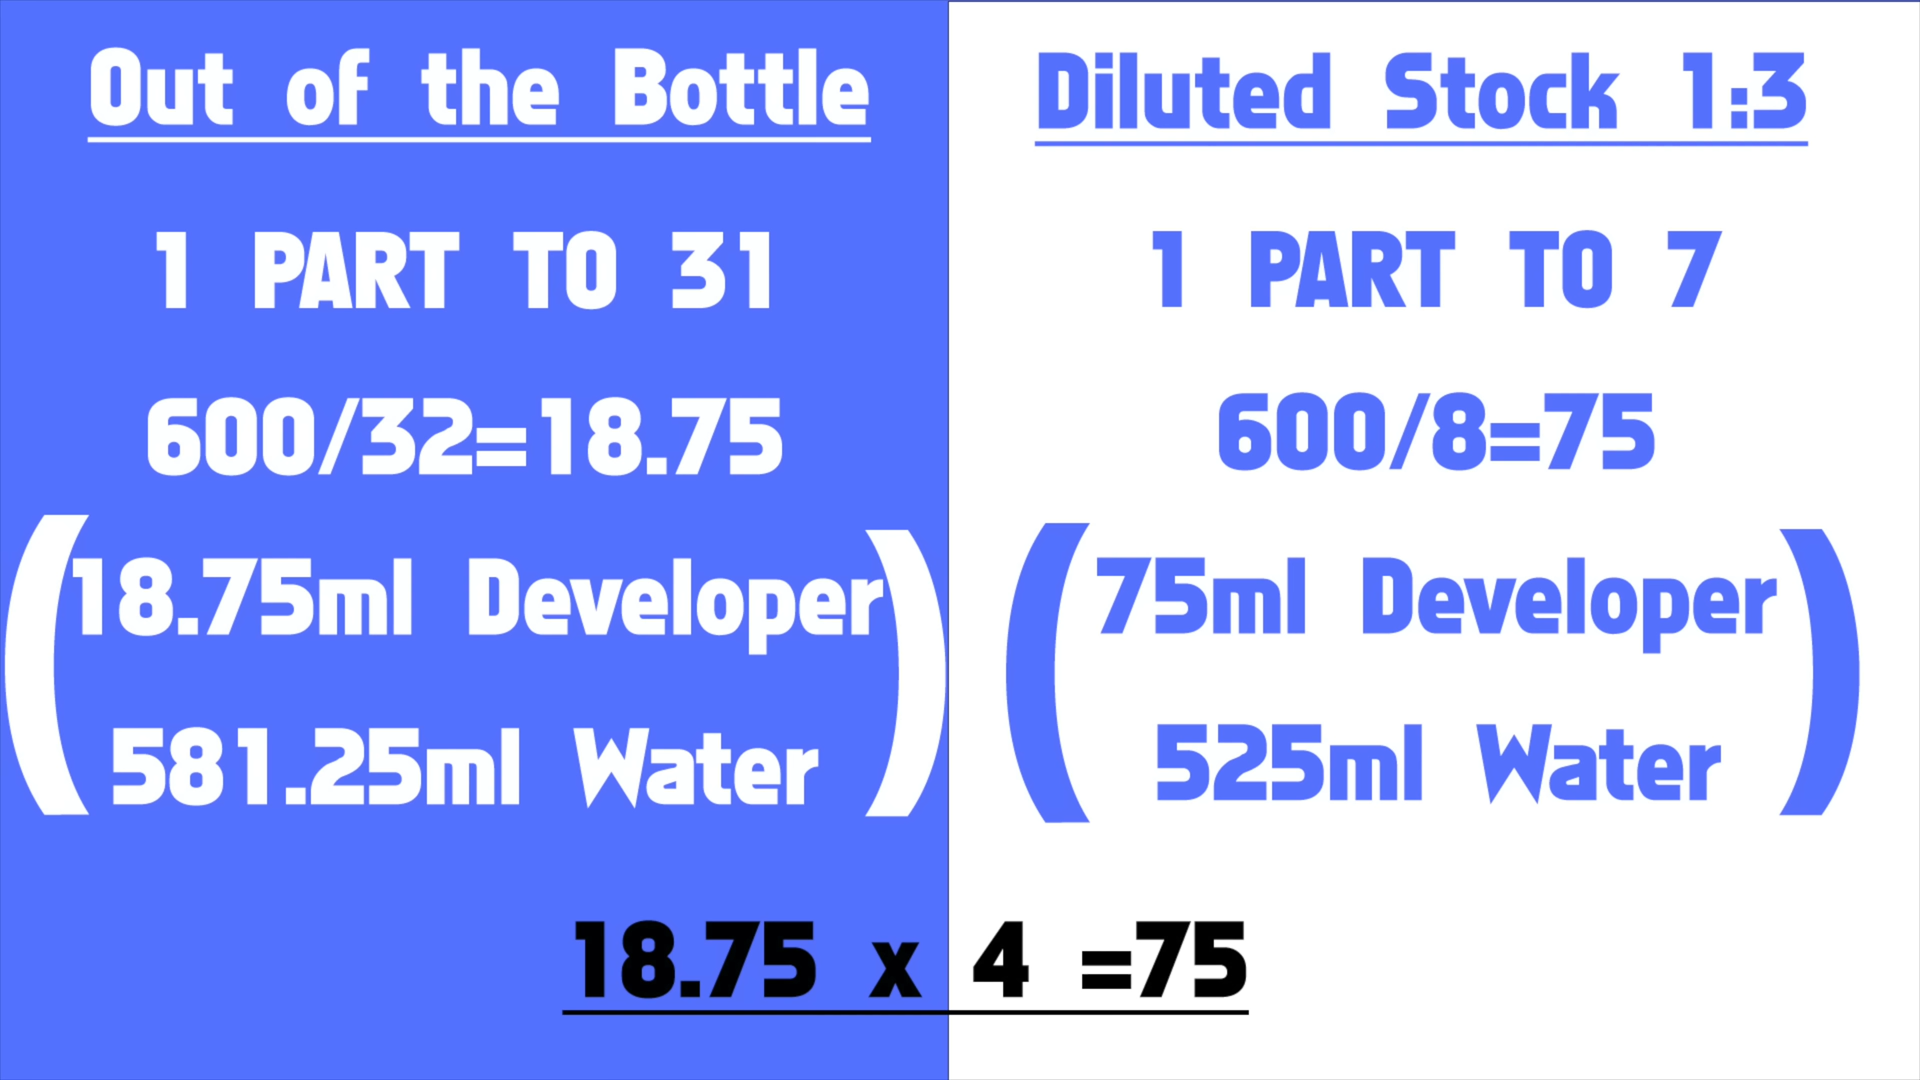 Out of the Bottle
1 PART TO 31
600/32=18.75
(18.75ml Developer
581.25ml Water)
Diluted Stock 1:3
1 PART TO 7
600/8=75
(75ml Developer
525ml Water)
18.75 x 4 =75